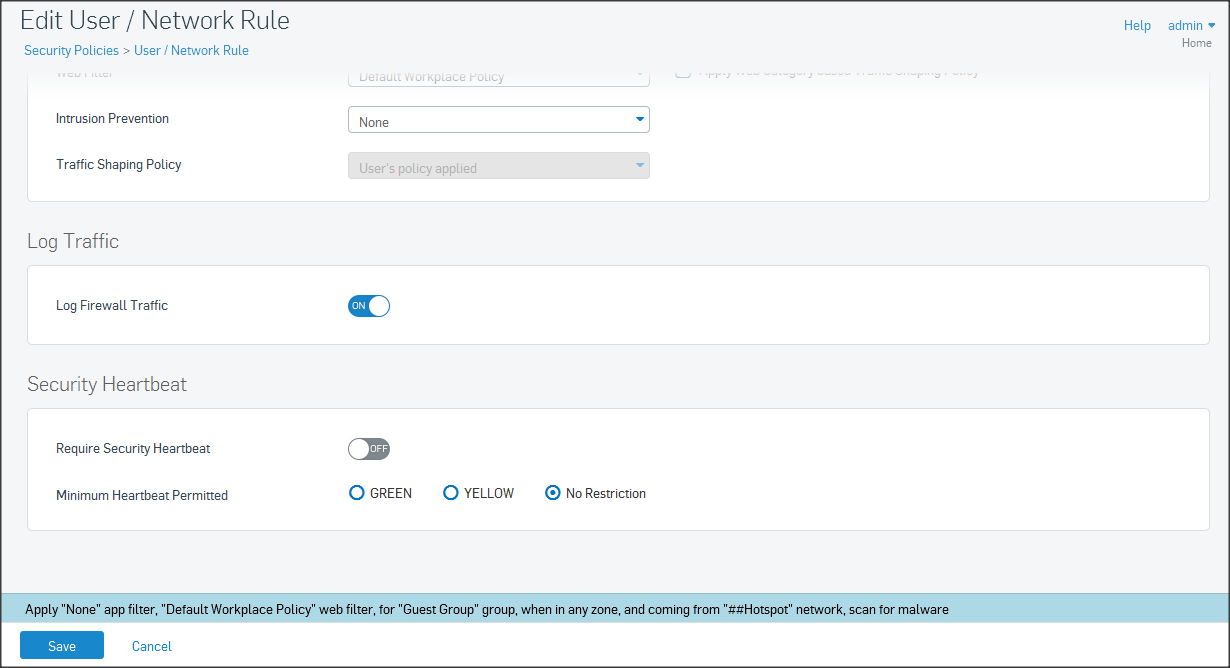 Edit User / Network Rule
Help admin
Security Policies > User / Network Rule
Home
Web Filter
Default Workplace Policy
Apply Web Category based Traffic Shaping Policy
Intrusion Prevention
None
Traffic Shaping Policy
User's policy applied
Log Traffic
Log Firewall Traffic
ON
Security Heartbeat
Require Security Heartbeat
OFF
Minimum Heartbeat Permitted
GREEN YELLOW No Restriction
Apply "None" app filter, "Default Workplace Policy" web filter, for "Guest Group" group, when in any zone, and coming from "##Hotspot" network, scan for malware
Save Cancel